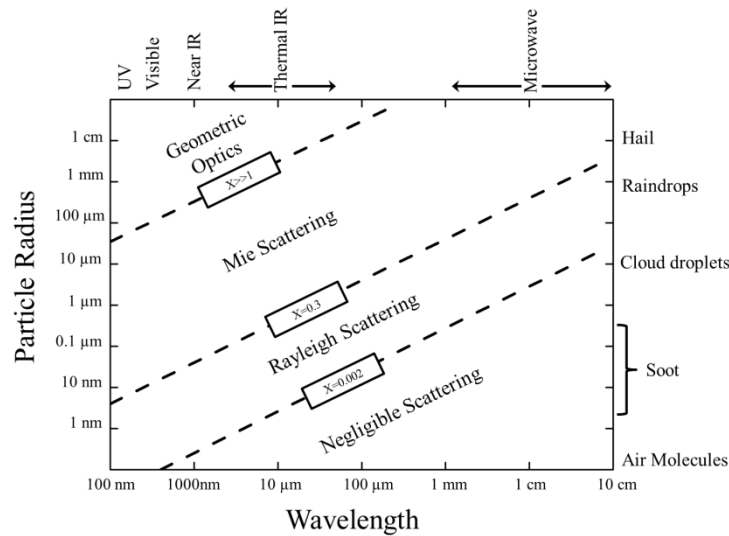 UV
Visible
Near IR
Thermal IR
Microwave
Geometric
Optics
X>>1
Mie Scattering
X=0.3
Rayleigh Scattering
X=0.002
Negligible Scattering
Particle Radius
1 cm
1 mm
100 µm
10 µm
1 µm
0.1 µm
10 nm
1 nm
Hail
Raindrops
Cloud droplets
Soot
Air Molecules
100 nm
1000nm
10 µm
100 µm
1 mm
1 cm
10 cm
Wavelength